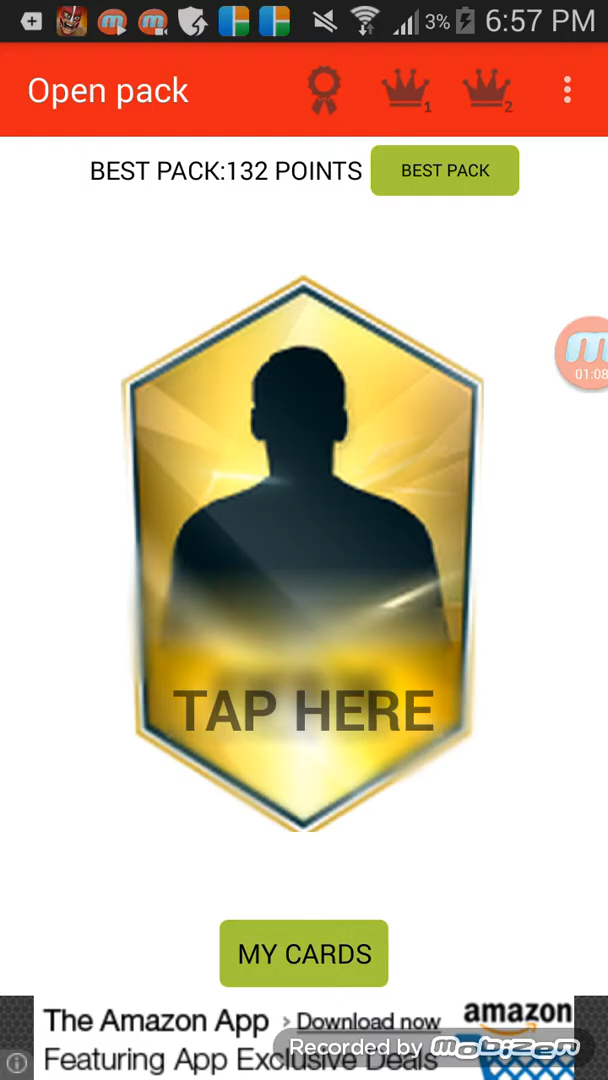 3% 6:57 PM
Open pack
1
2
BEST PACK:132 POINTS
BEST PACK
m
01:08
TAP HERE
MY CARDS
The Amazon App > Download now
amazon
Featuring App Exclusive Deals
Recorded by mobizen